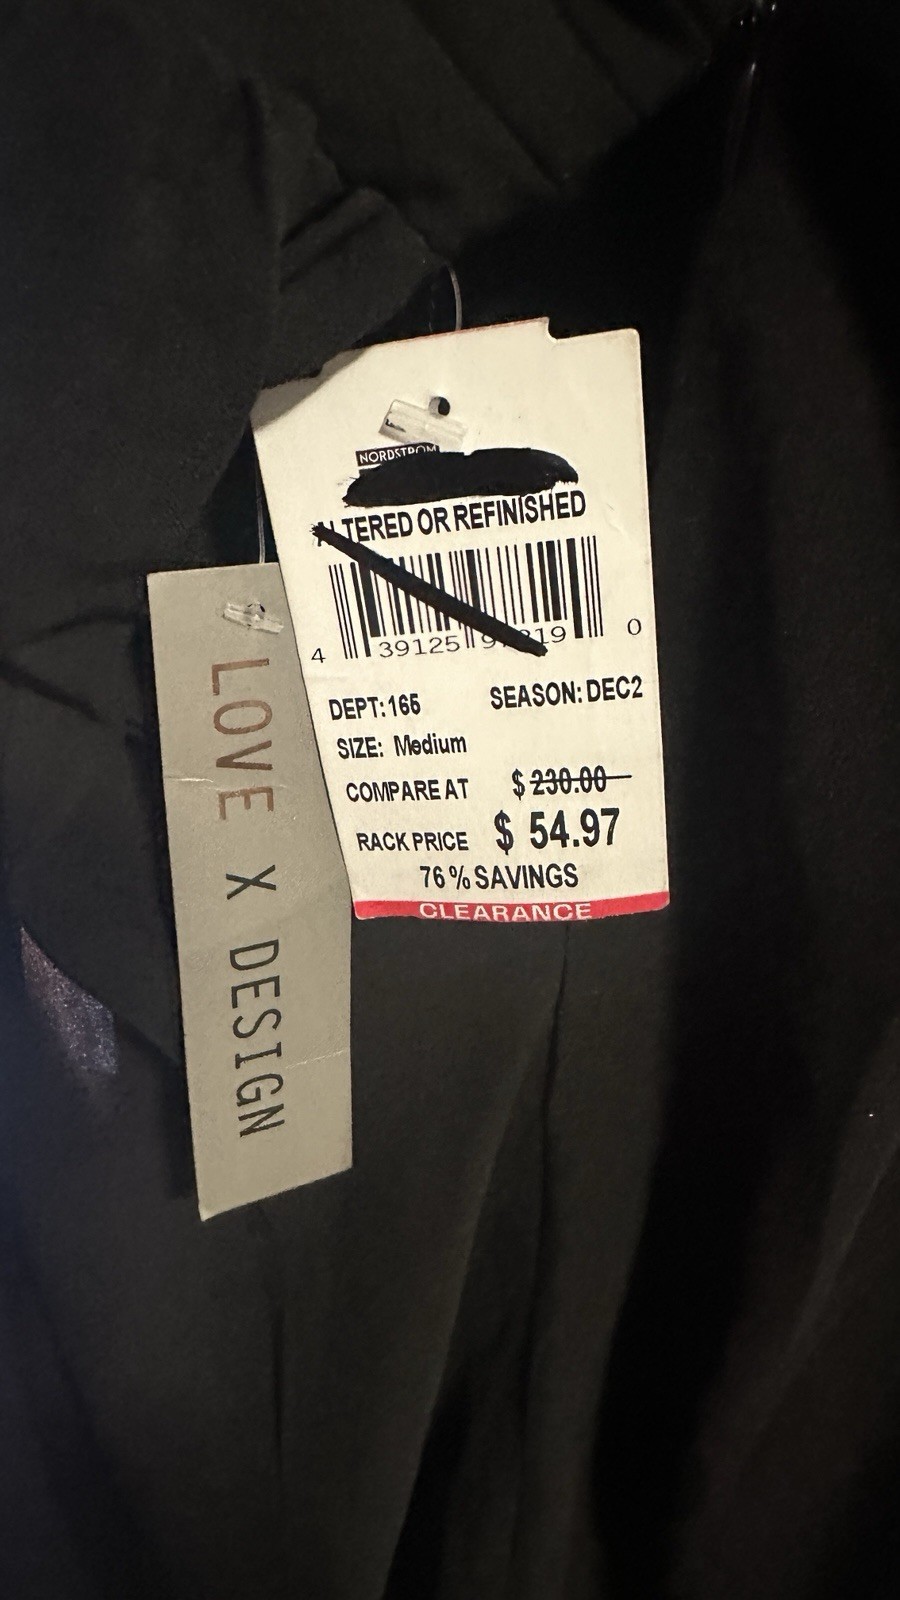 NORDSTROM
ALTERED OR REFINISHED
4 39125 0
DEPT: 165 SEASON: DEC2
SIZE: Medium
COMPARE AT $ 230.00
RACK PRICE $ 54.97
76% SAVINGS
CLEARANCE
LOVE X DESIGN